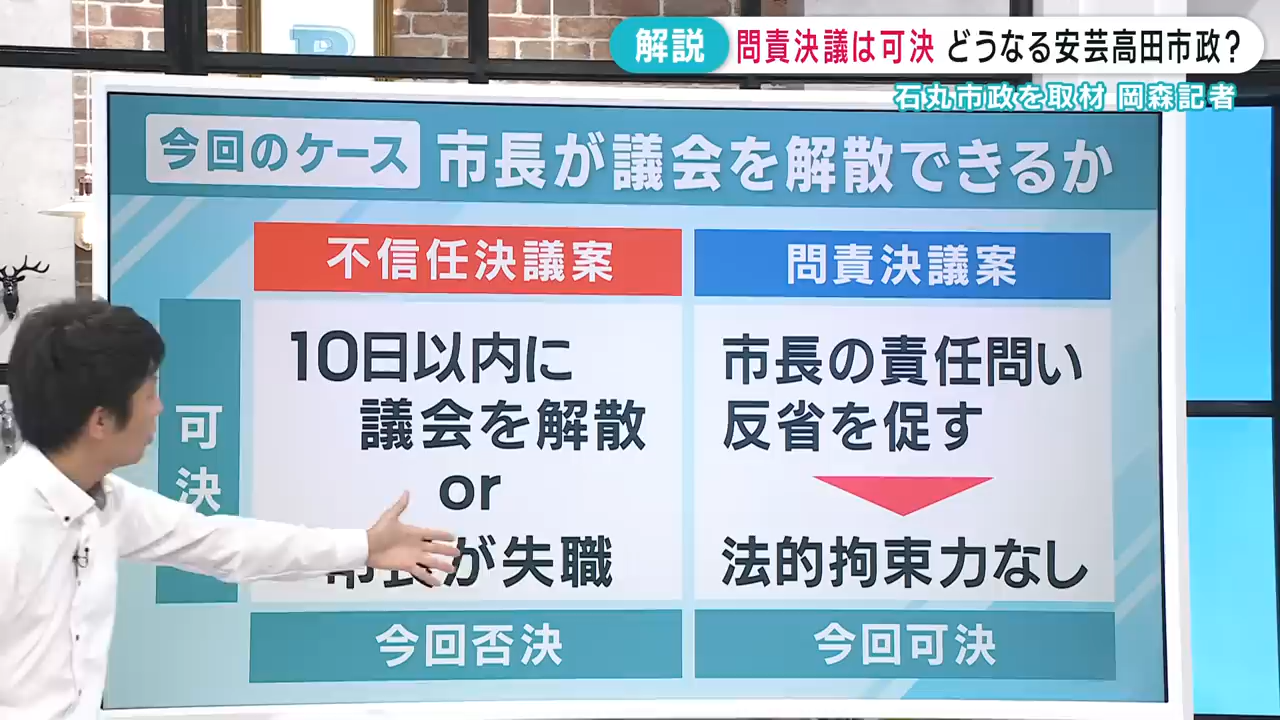 解説 問責決議は可決 どうなる安芸高田市政?
石丸市政を取材 岡森記者
今回のケース 市長が議会を解散できるか
不信任決議案
問責決議案
可決
10日以内に
議会を解散
or
市長が失職
市長の責任問い
反省を促す
法的拘束力なし
今回否決
今回可決